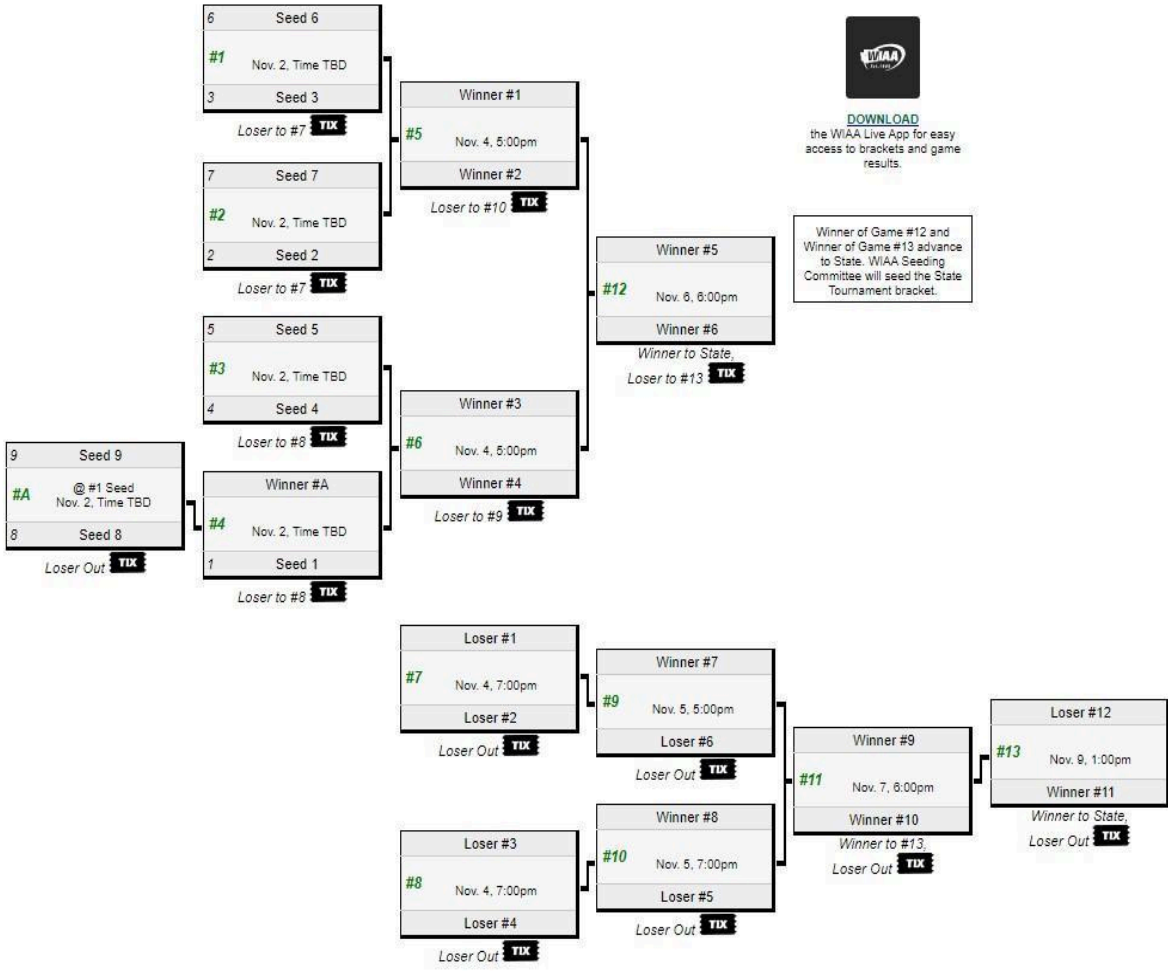 6 Seed 6
#1 Nov. 2, Time TBD
3 Seed 3
Loser to #7 TIX
7 Seed 7
#2 Nov. 2, Time TBD
2 Seed 2
Loser to #7 TIX
5 Seed 5
#3 Nov. 2, Time TBD
4 Seed 4
Loser to #8 TIX
9 Seed 9
#A @ #1 Seed
Nov. 2, Time TBD
8 Seed 8
Loser Out TIX
Winner #A
#4 Nov. 2, Time TBD
1 Seed 1
Loser to #8 TIX
Winner #1
#5 Nov. 4, 5:00pm
Winner #2
Loser to #10 TIX
Winner #3
#6 Nov. 4, 5:00pm
Winner #4
Loser to #9 TIX
Winner #5
#12 Nov. 6, 6:00pm
Winner #6
Winner to State,
Loser to #13 TIX
WIAA
DOWNLOAD
the WIAA Live App for easy
access to brackets and game
results.
Winner of Game #12 and
Winner of Game #13 advance
to State. WIAA Seeding
Committee will seed the State
Tournament bracket.
Loser #1
#7 Nov. 4, 7:00pm
Loser #2
Loser Out TIX
Loser #3
#8 Nov. 4, 7:00pm
Loser #4
Loser Out TIX
Winner #7
#9 Nov. 5, 5:00pm
Loser #6
Loser Out TIX
Winner #8
#10 Nov. 5, 7:00pm
Loser #5
Loser Out TIX
Winner #9
#11 Nov. 7, 6:00pm
Winner #10
Winner to #13,
Loser Out TIX
Loser #12
#13 Nov. 9, 1:00pm
Winner #11
Winner to State,
Loser Out TIX